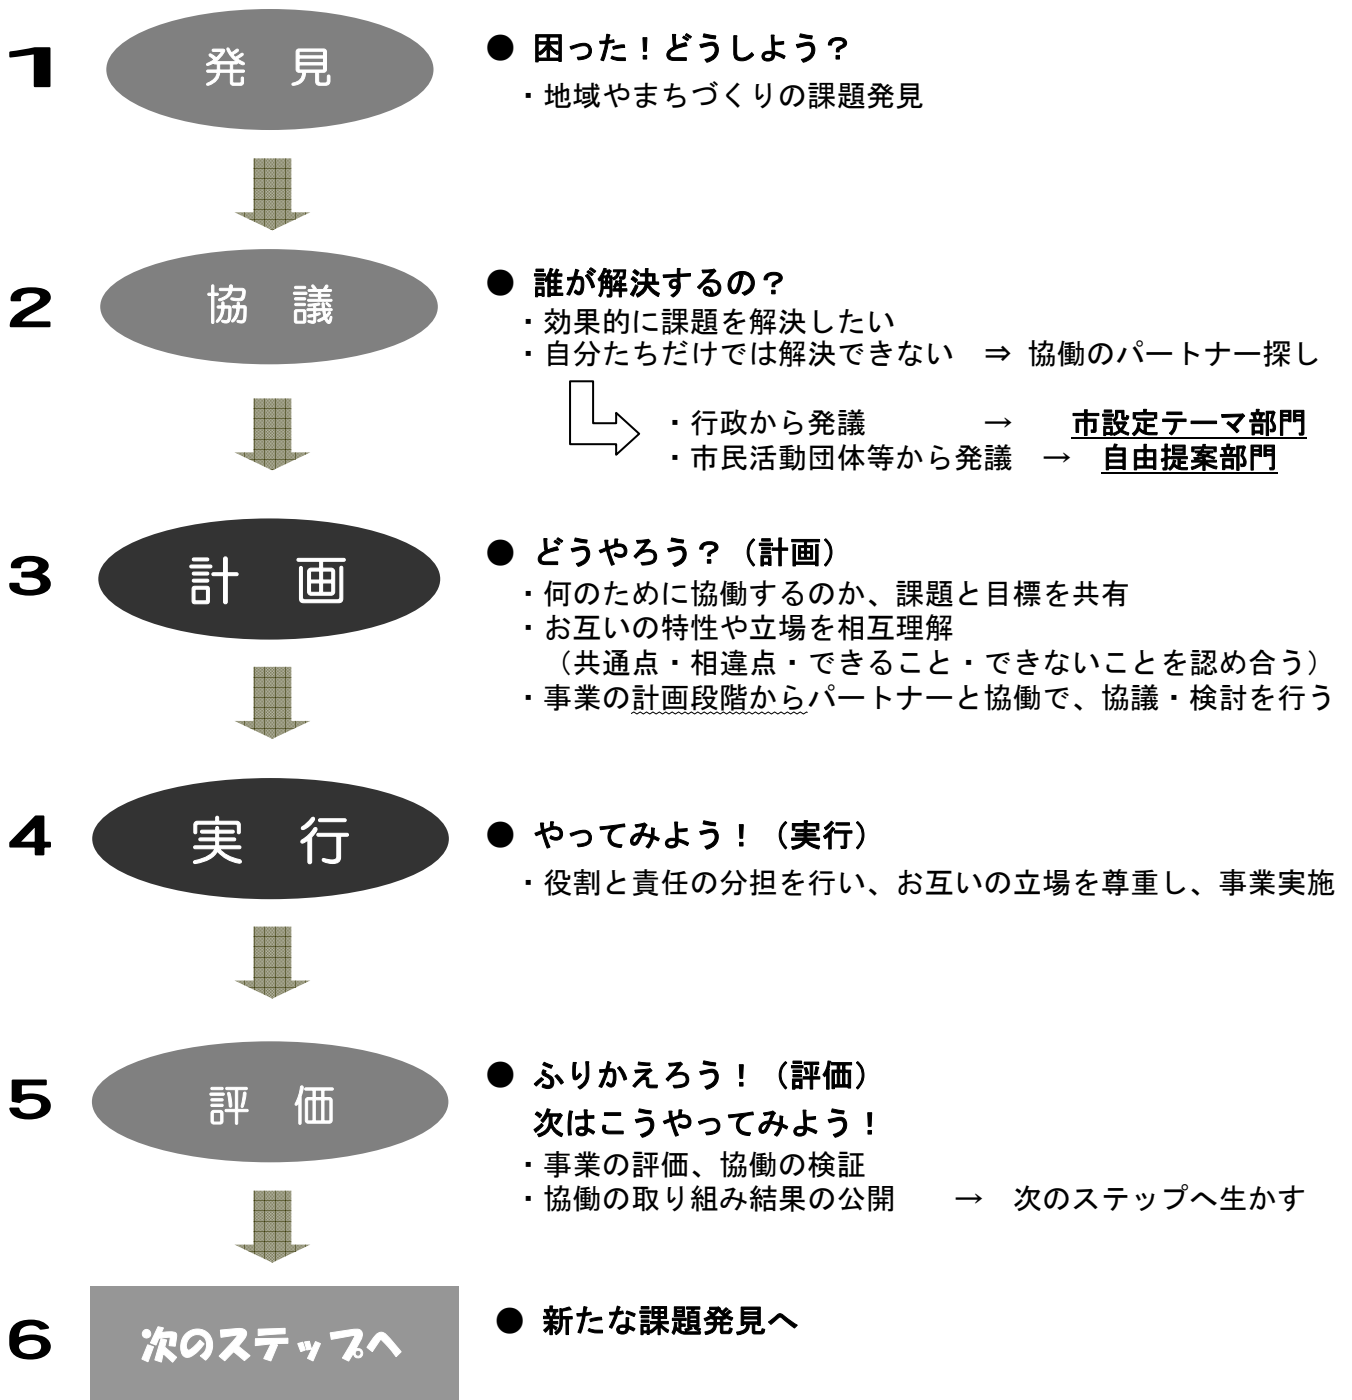 1 発 見 ● 困った！どうしよう？
・地域やまちづくりの課題発見
2 協 議 ● 誰が解決するの？
・効果的に課題を解決したい
・自分たちだけでは解決できない ⇒ 協働のパートナー探し
・行政から発議 → 市設定テーマ部門
・市民活動団体等から発議 → 自由提案部門
3 計 画 ● どうやろう？（計画）
・何のために協働するのか、課題と目標を共有
・お互いの特性や立場を相互理解
（共通点・相違点・できること・できないことを認め合う）
・事業の計画段階からパートナーと協働で、協議・検討を行う
4 実 行 ● やってみよう！（実行）
・役割と責任の分担を行い、お互いの立場を尊重し、事業実施
5 評 価 ● ふりかえろう！（評価）
次はこうやってみよう！
・事業の評価、協働の検証
・協働の取り組み結果の公開 → 次のステップへ生かす
6 次のステップへ ● 新たな課題発見へ